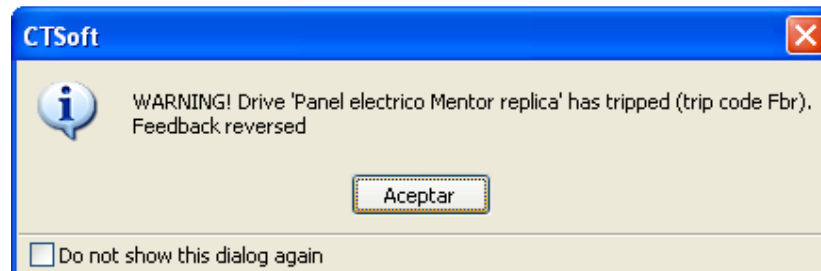 CTSoft
WARNING! Drive 'Panel electrico Mentor replica' has tripped (trip code Fbr).
Feedback reversed
Aceptar
Do not show this dialog again